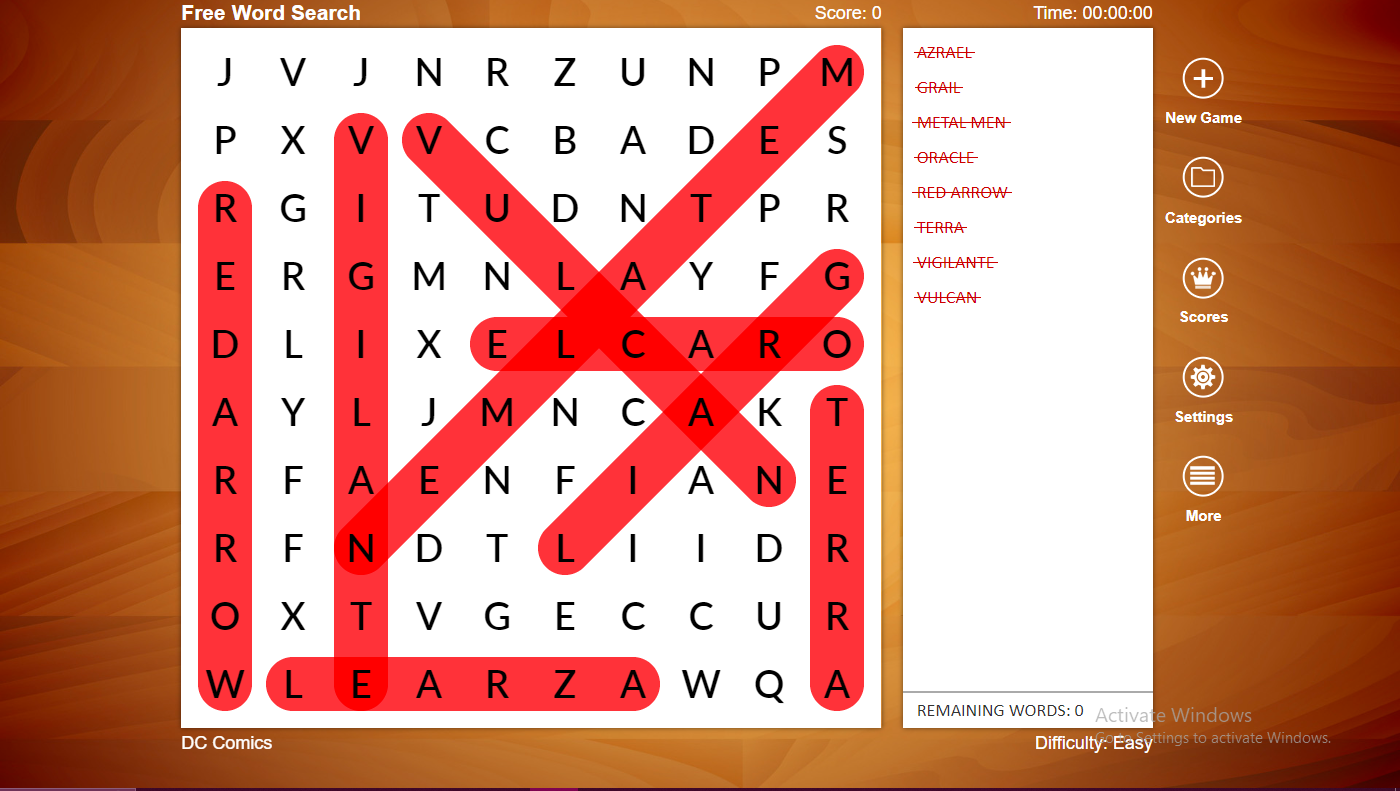 Free Word Search Score: 0 Time: 00:00:00
J V J N R Z U N P M
P X V V C B A D E S
R G I T U D N T P R
E R G M N L A Y F G
D L I X E L C A R O
A Y L J M N C A K T
R F A E N F I A N E
R F N D T L I I D R
O X T V G E C C U R
W L E A R Z A W Q A
AZRAEL
GRAIL
METAL MEN
ORACLE
RED ARROW
TERRA
VIGILANTE
VULCAN
REMAINING WORDS: 0
New Game
Categories
Scores
Settings
More
DC Comics Difficulty: Easy
Activate Windows
Go to Settings to activate Windows.